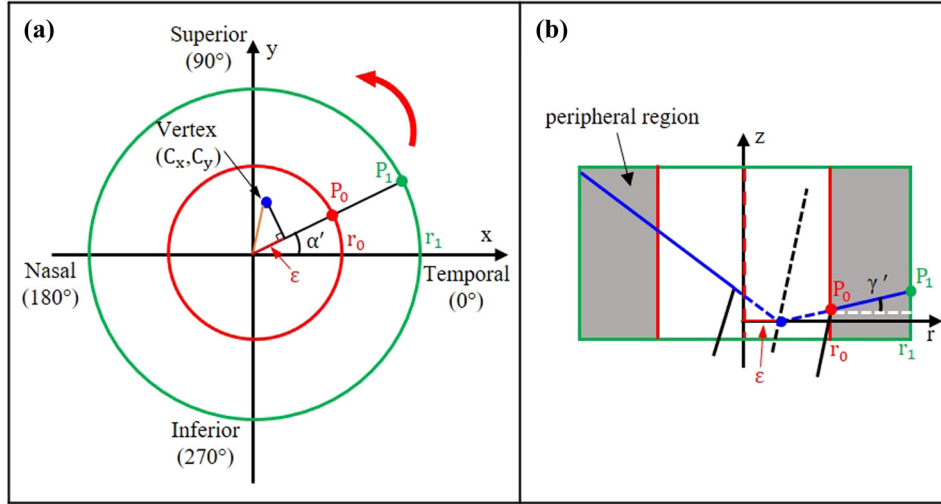 (a)
Superior
(90°)
y
Vertex
(Cₓ,Cᵧ)
P₁
P₀
α′
r₀
r₁
x
ε
Nasal
(180°)
Temporal
(0°)
Inferior
(270°)
(b)
peripheral region
z
P₀
γ ′
P₁
ε
r₀
r₁
r